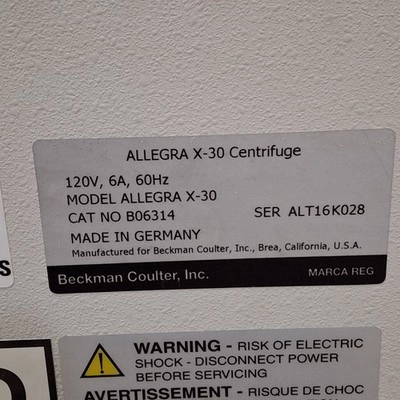 ALLEGRA X-30 Centrifuge
120V, 6A, 60Hz
MODEL ALLEGRA X-30
CAT NO B06314 SER ALT16K028
MADE IN GERMANY
Manufactured for Beckman Coulter, Inc., Brea, California, U.S.A.
Beckman Coulter, Inc. MARCA REG
S
WARNING - RISK OF ELECTRIC
SHOCK - DISCONNECT POWER
BEFORE SERVICING
AVERTISSEMENT - RISQUE DE CHOC